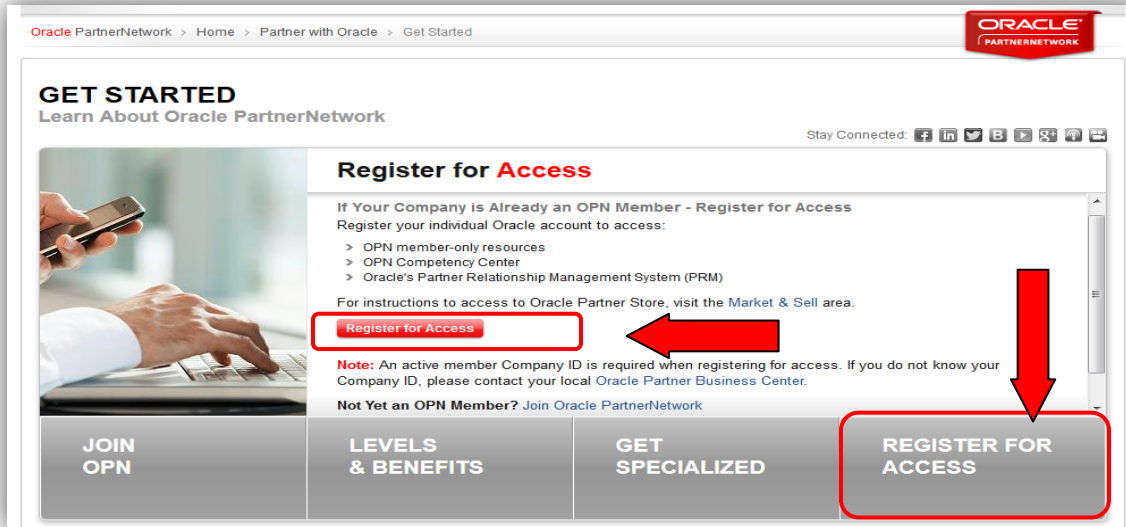 Oracle PartnerNetwork > Home > Partner with Oracle > Get Started
ORACLE
PARTNERNETWORK
GET STARTED
Learn About Oracle PartnerNetwork
Stay Connected:
Register for Access
If Your Company is Already an OPN Member - Register for Access
Register your individual Oracle account to access:
> OPN member-only resources
> OPN Competency Center
> Oracle's Partner Relationship Management System (PRM)
For instructions to access to Oracle Partner Store, visit the Market & Sell area.
Register for Access
Note: An active member Company ID is required when registering for access. If you do not know your
Company ID, please contact your local Oracle Partner Business Center.
Not Yet an OPN Member? Join Oracle PartnerNetwork
JOIN
OPN
LEVELS
& BENEFITS
GET
SPECIALIZED
REGISTER FOR
ACCESS